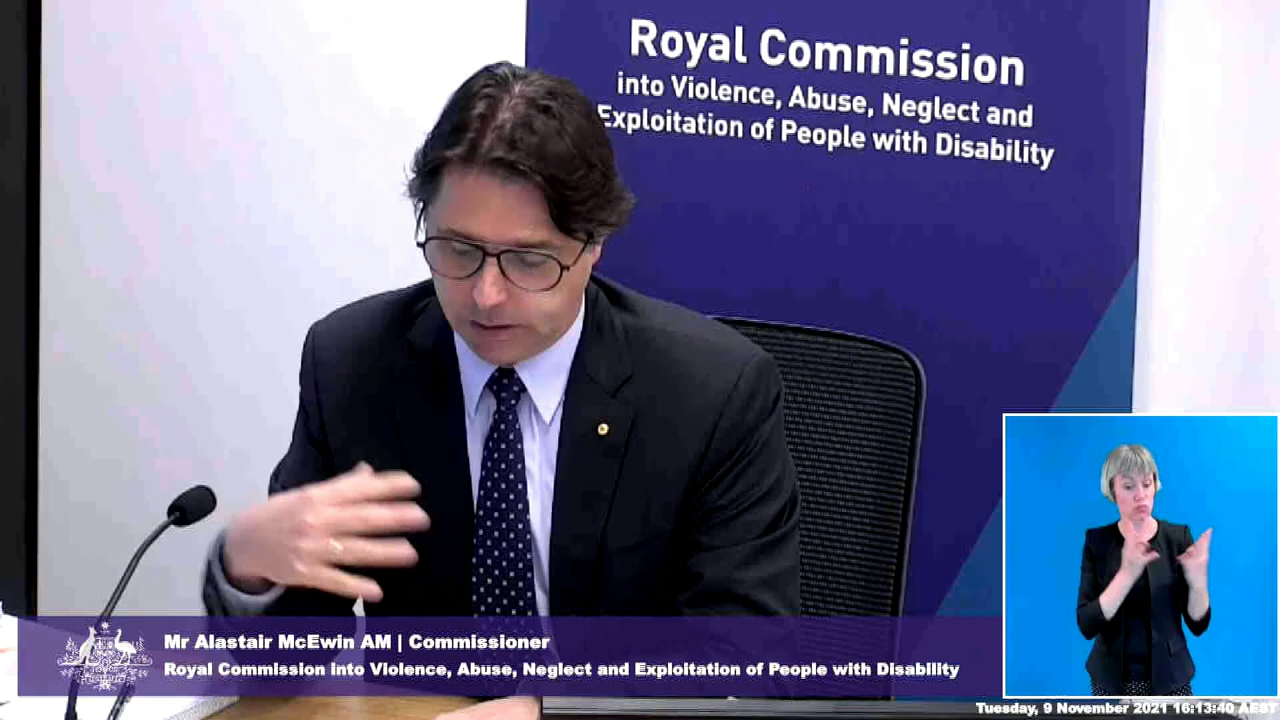 Royal Commission
into Violence, Abuse, Neglect and
Exploitation of People with Disability
Mr Alastair McEwin AM | Commissioner
Royal Commission into Violence, Abuse, Neglect and Exploitation of People with Disability
Tuesday, 9 November 2021 16:13:40 AEST